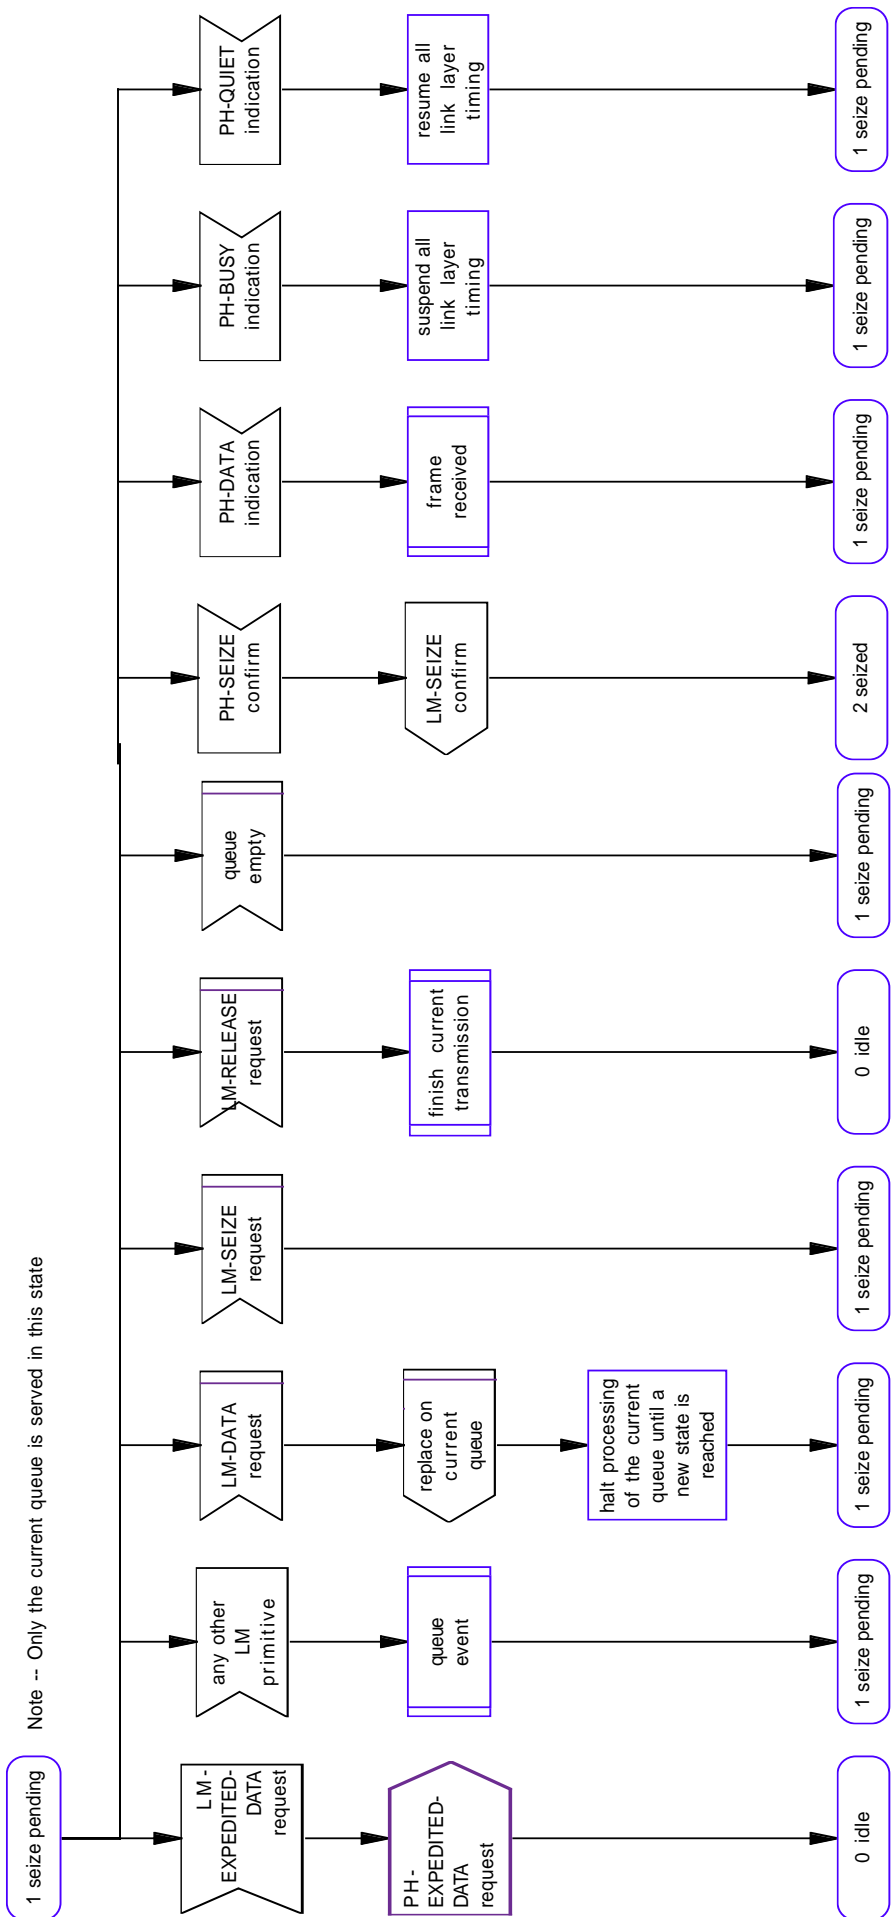 1 seize pending
Note -- Only the current queue is served in this state
LM-
EXPEDITED-
DATA
request
PH-
EXPEDITED-
DATA
request
0 idle
any other
LM
primitive
queue
event
1 seize pending
LM-DATA
request
replace on
current
queue
halt processing
of the current
queue until a
new state is
reached
1 seize pending
LM-SEIZE
request
1 seize pending
LM-RELEASE
request
finish current
transmission
0 idle
queue
empty
1 seize pending
PH-SEIZE
confirm
LM-SEIZE
confirm
2 seized
PH-DATA
indication
frame
received
1 seize pending
PH-BUSY
indication
suspend all
link layer
timing
1 seize pending
PH-QUIET
indication
resume all
link layer
timing
1 seize pending